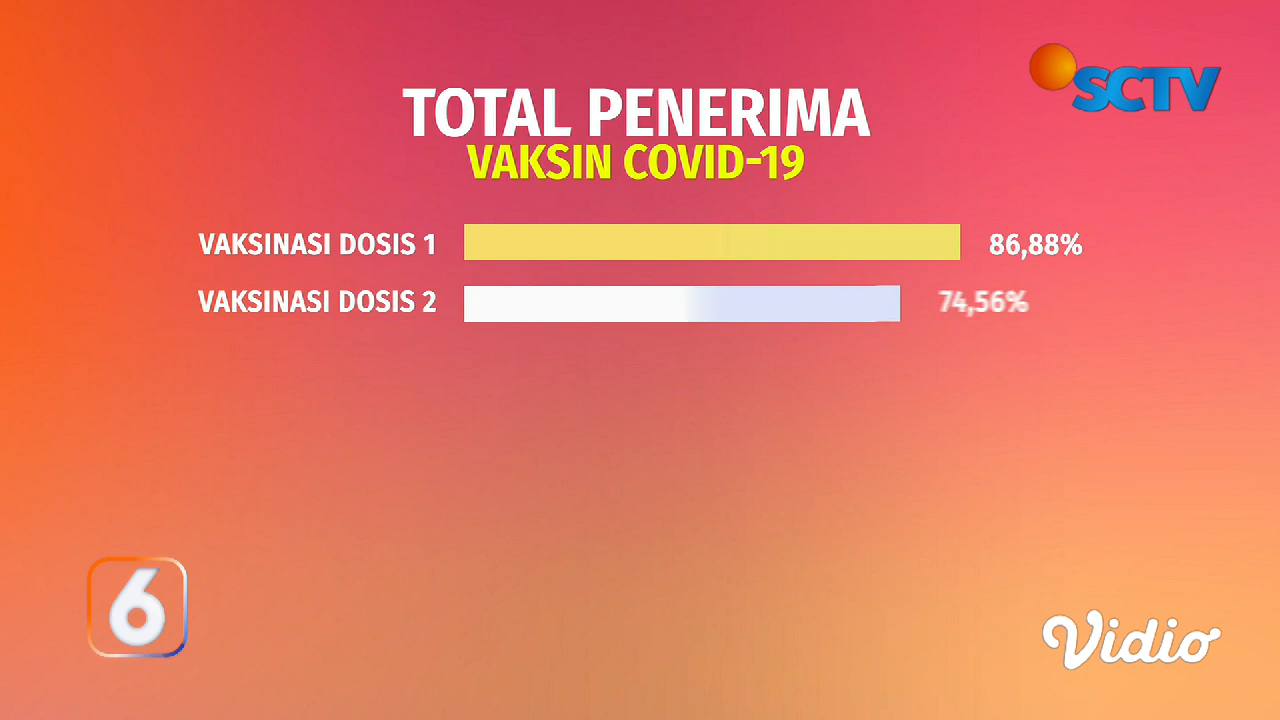 SCTV
TOTAL PENERIMA
VAKSIN COVID-19
VAKSINASI DOSIS 1 86,88%
VAKSINASI DOSIS 2 74,56%
6
Vidio